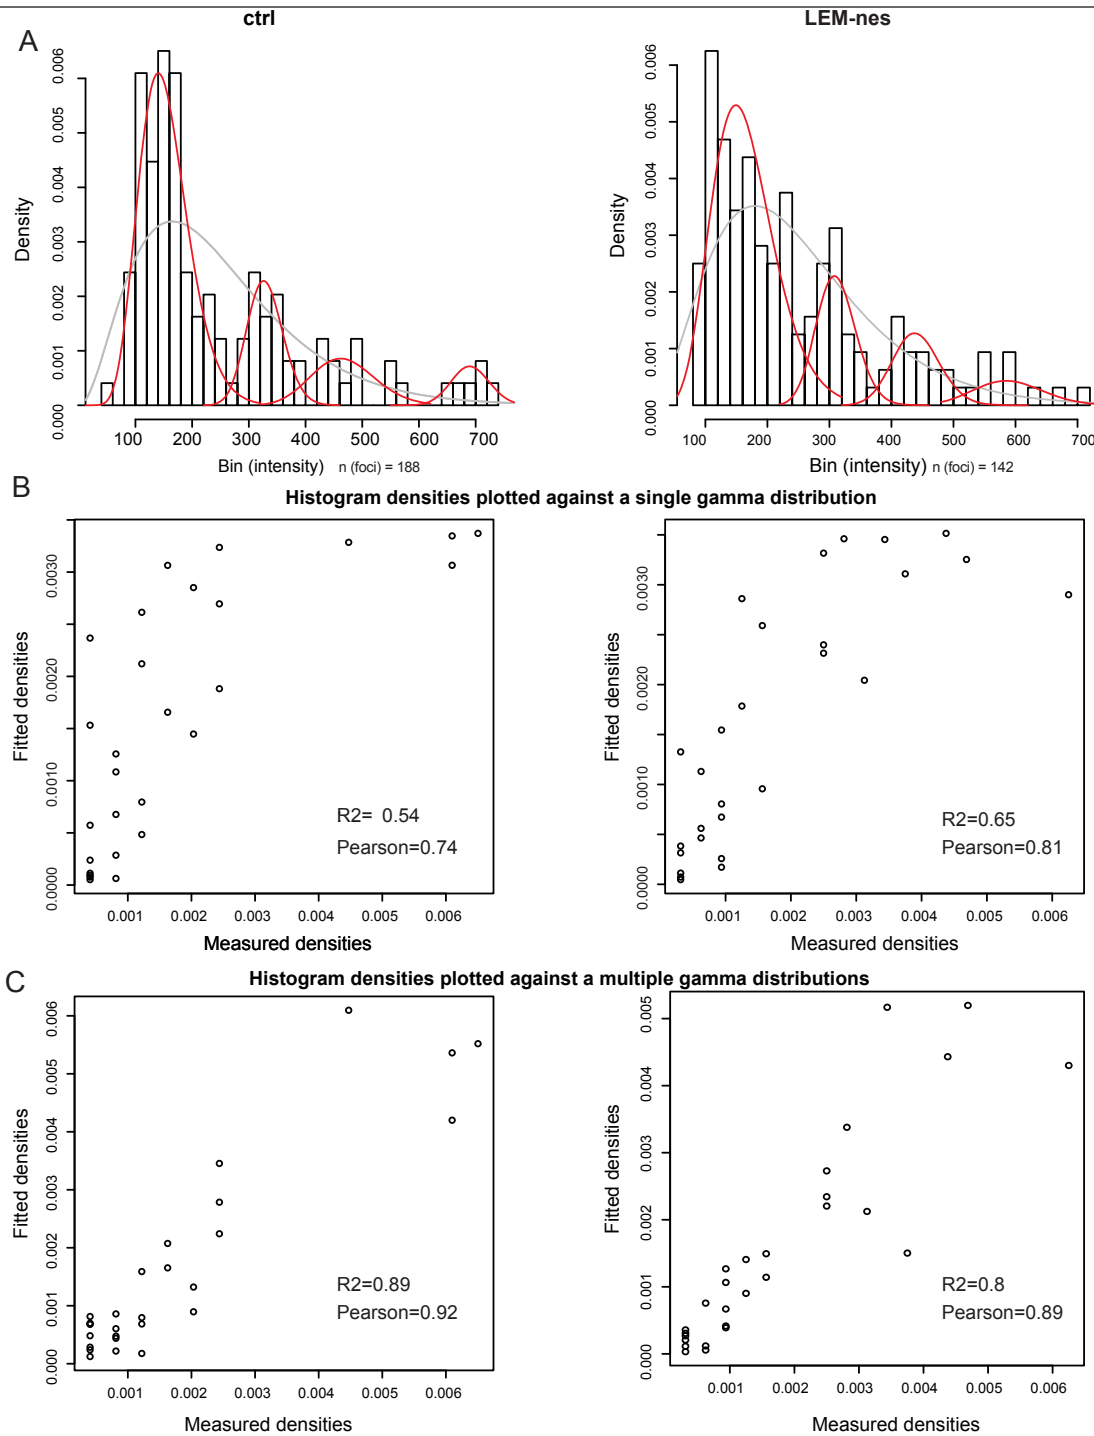 ctrl LEM-nes
A
Density
0.000 0.001 0.002 0.003 0.004 0.005 0.006
100 200 300 400 500 600 700
Bin (intensity) n (foci) = 188
Density
0.000 0.001 0.002 0.003 0.004 0.005 0.006
100 200 300 400 500 600 700
Bin (intensity) n (foci) = 142
B
Histogram densities plotted against a single gamma distribution
Fitted densities
0.0000 0.0010 0.0020 0.0030
R2= 0.54
Pearson=0.74
0.001 0.002 0.003 0.004 0.005 0.006
Measured densities
Fitted densities
0.0000 0.0010 0.0020 0.0030
R2=0.65
Pearson=0.81
0.001 0.002 0.003 0.004 0.005 0.006
Measured densities
C
Histogram densities plotted against a multiple gamma distributions
Fitted densities
0.000 0.001 0.002 0.003 0.004 0.005 0.006
R2=0.89
Pearson=0.92
0.001 0.002 0.003 0.004 0.005 0.006
Measured densities
Fitted densities
0.000 0.001 0.002 0.003 0.004 0.005
R2=0.8
Pearson=0.89
0.001 0.002 0.003 0.004 0.005 0.006
Measured densities